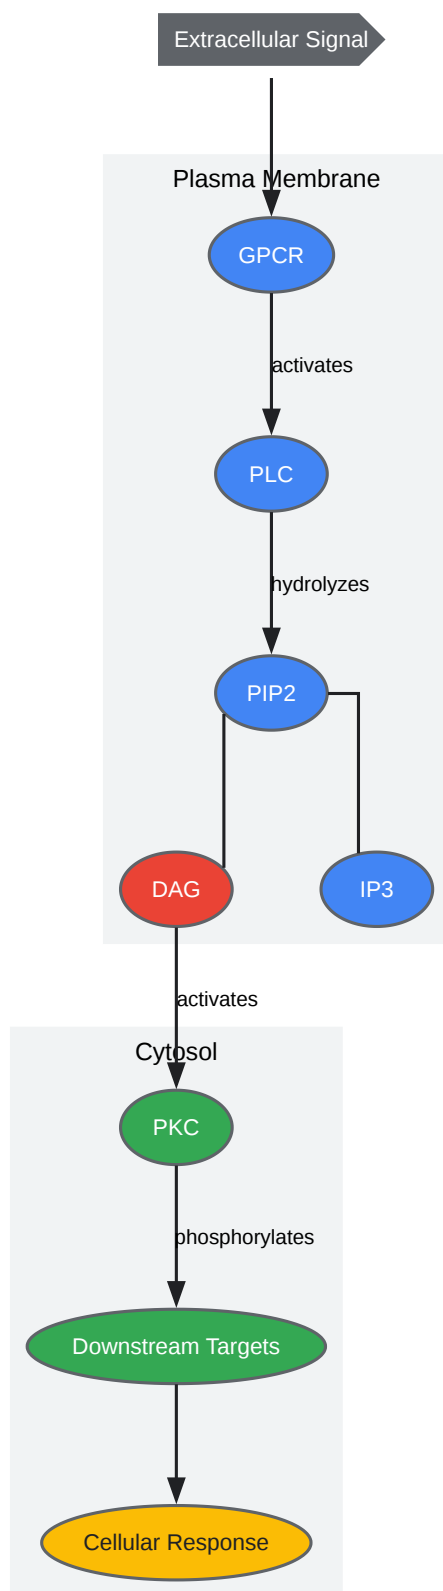 Extracellular Signal
Plasma Membrane
GPCR
activates
PLC
hydrolyzes
PIP2
DAG
IP3
activates
Cytosol
PKC
phosphorylates
Downstream Targets
Cellular Response